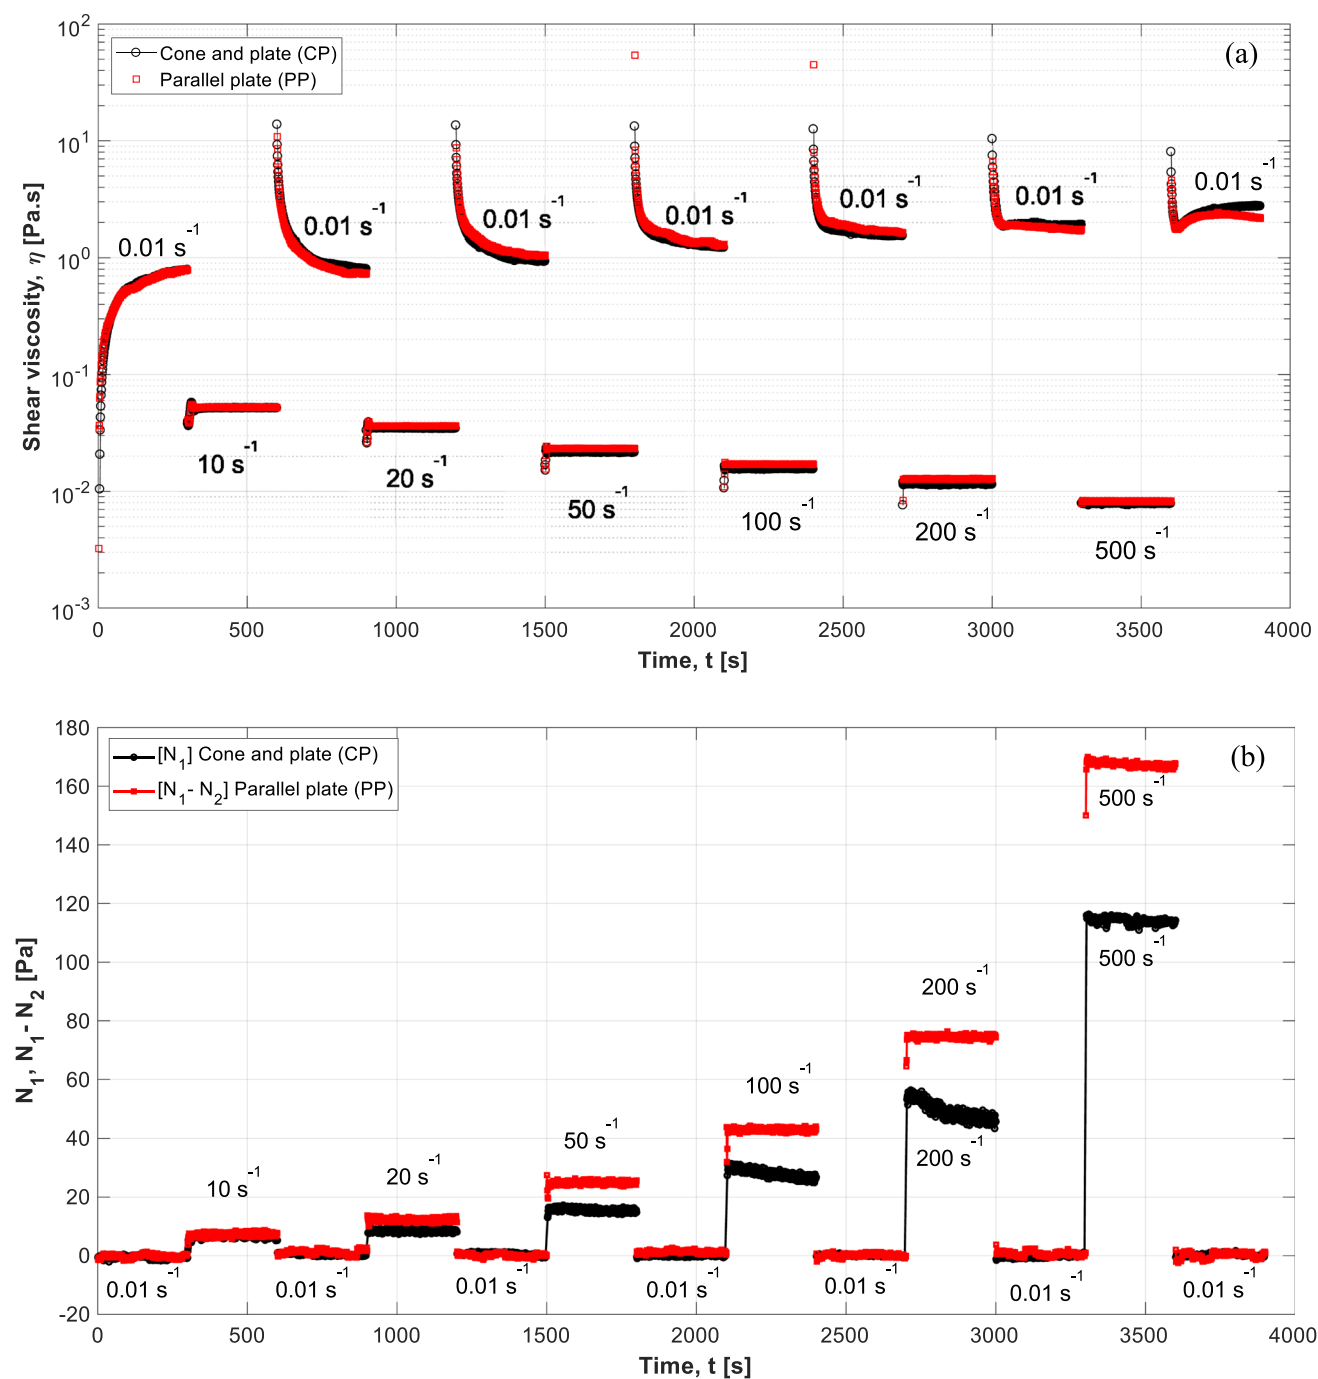 (a)
Cone and plate (CP)
Parallel plate (PP)
Shear viscosity, η [Pa.s]
10²
10¹
10⁰
10⁻¹
10⁻²
10⁻³
0.01 s⁻¹
0.01 s⁻¹
0.01 s⁻¹
0.01 s⁻¹
0.01 s⁻¹
0.01 s⁻¹
0.01 s⁻¹
10 s⁻¹
20 s⁻¹
50 s⁻¹
100 s⁻¹
200 s⁻¹
500 s⁻¹
0 500 1000 1500 2000 2500 3000 3500 4000
Time, t [s]
(b)
[N₁] Cone and plate (CP)
[N₁- N₂] Parallel plate (PP)
N₁, N₁- N₂ [Pa]
180
160
140
120
100
80
60
40
20
0
-20
500 s⁻¹
500 s⁻¹
200 s⁻¹
200 s⁻¹
100 s⁻¹
50 s⁻¹
20 s⁻¹
10 s⁻¹
0.01 s⁻¹ 0.01 s⁻¹ 0.01 s⁻¹ 0.01 s⁻¹ 0.01 s⁻¹ 0.01 s⁻¹ 0.01 s⁻¹
0 500 1000 1500 2000 2500 3000 3500 4000
Time, t [s]